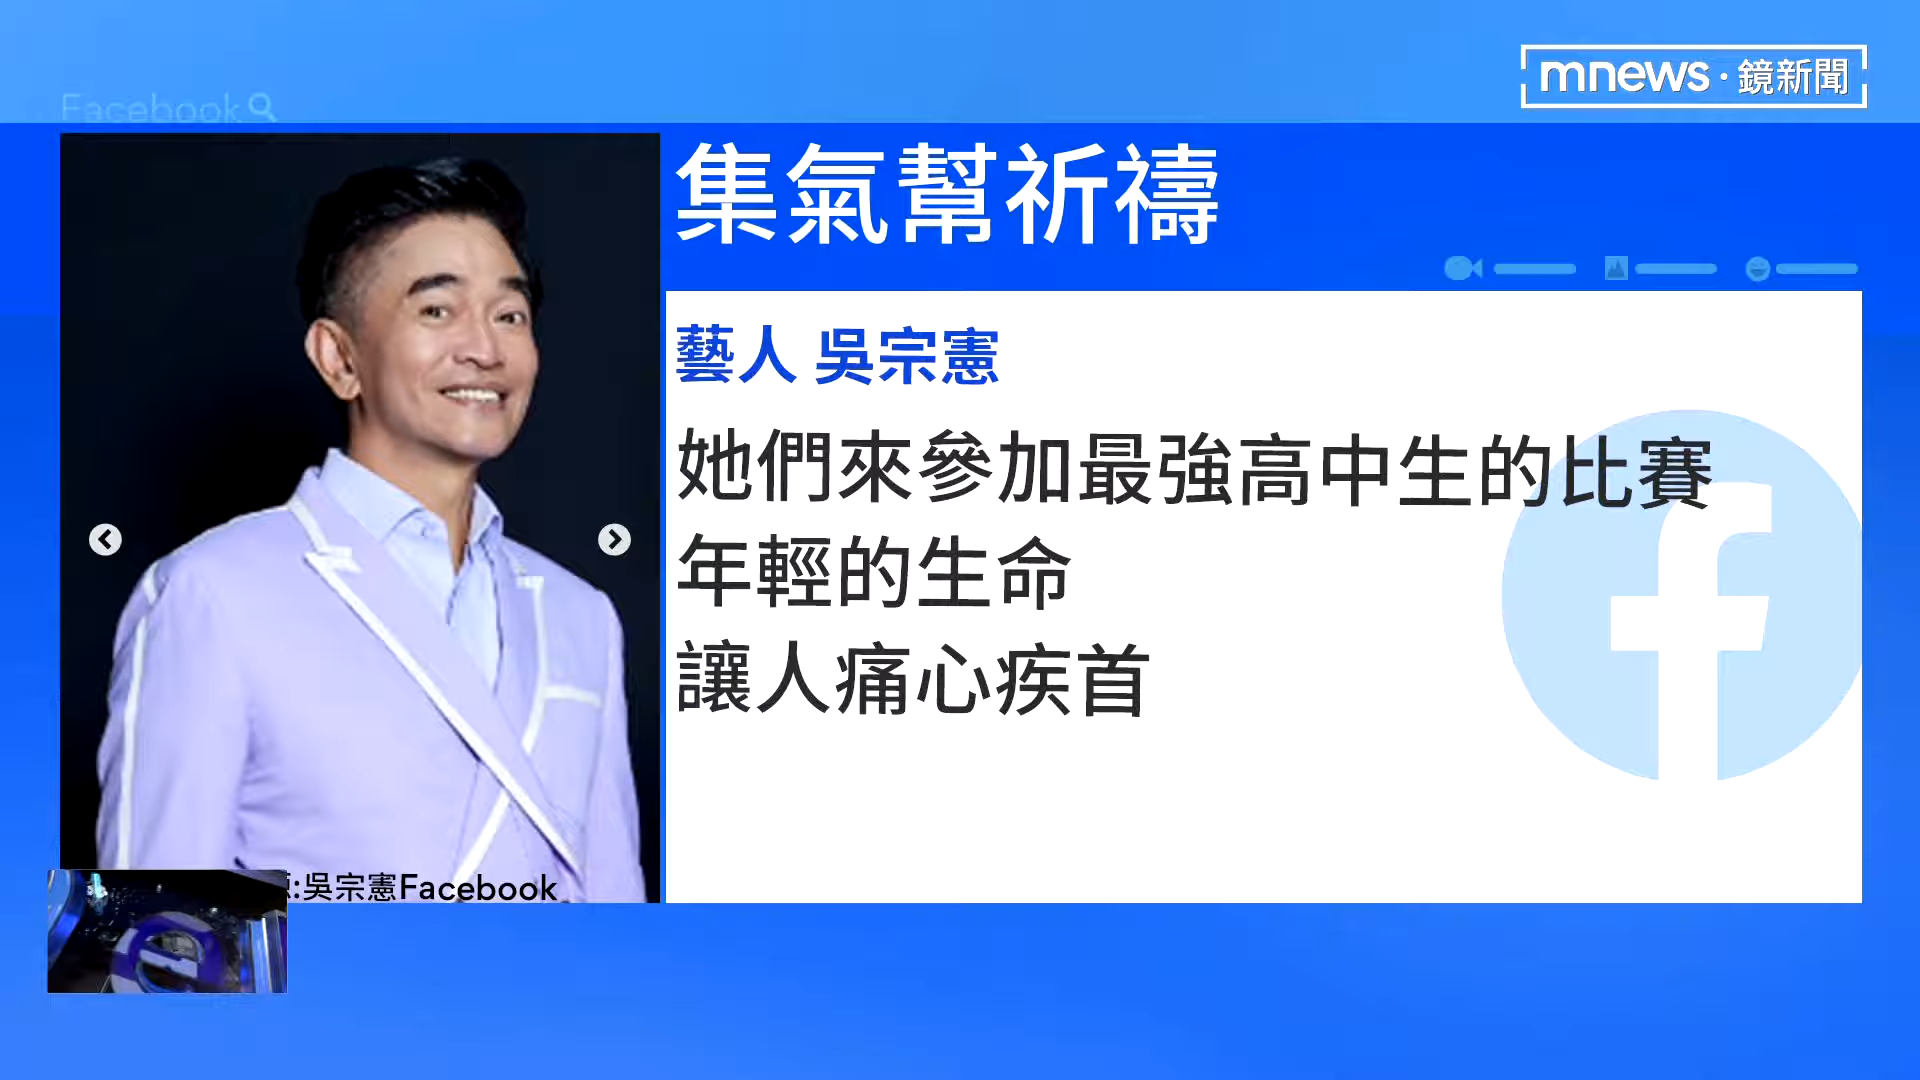 Facebook
mnews·鏡新聞
集氣幫祈禱
藝人 吳宗憲
她們來參加最強高中生的比賽
年輕的生命
讓人痛心疾首
:吳宗憲Facebook